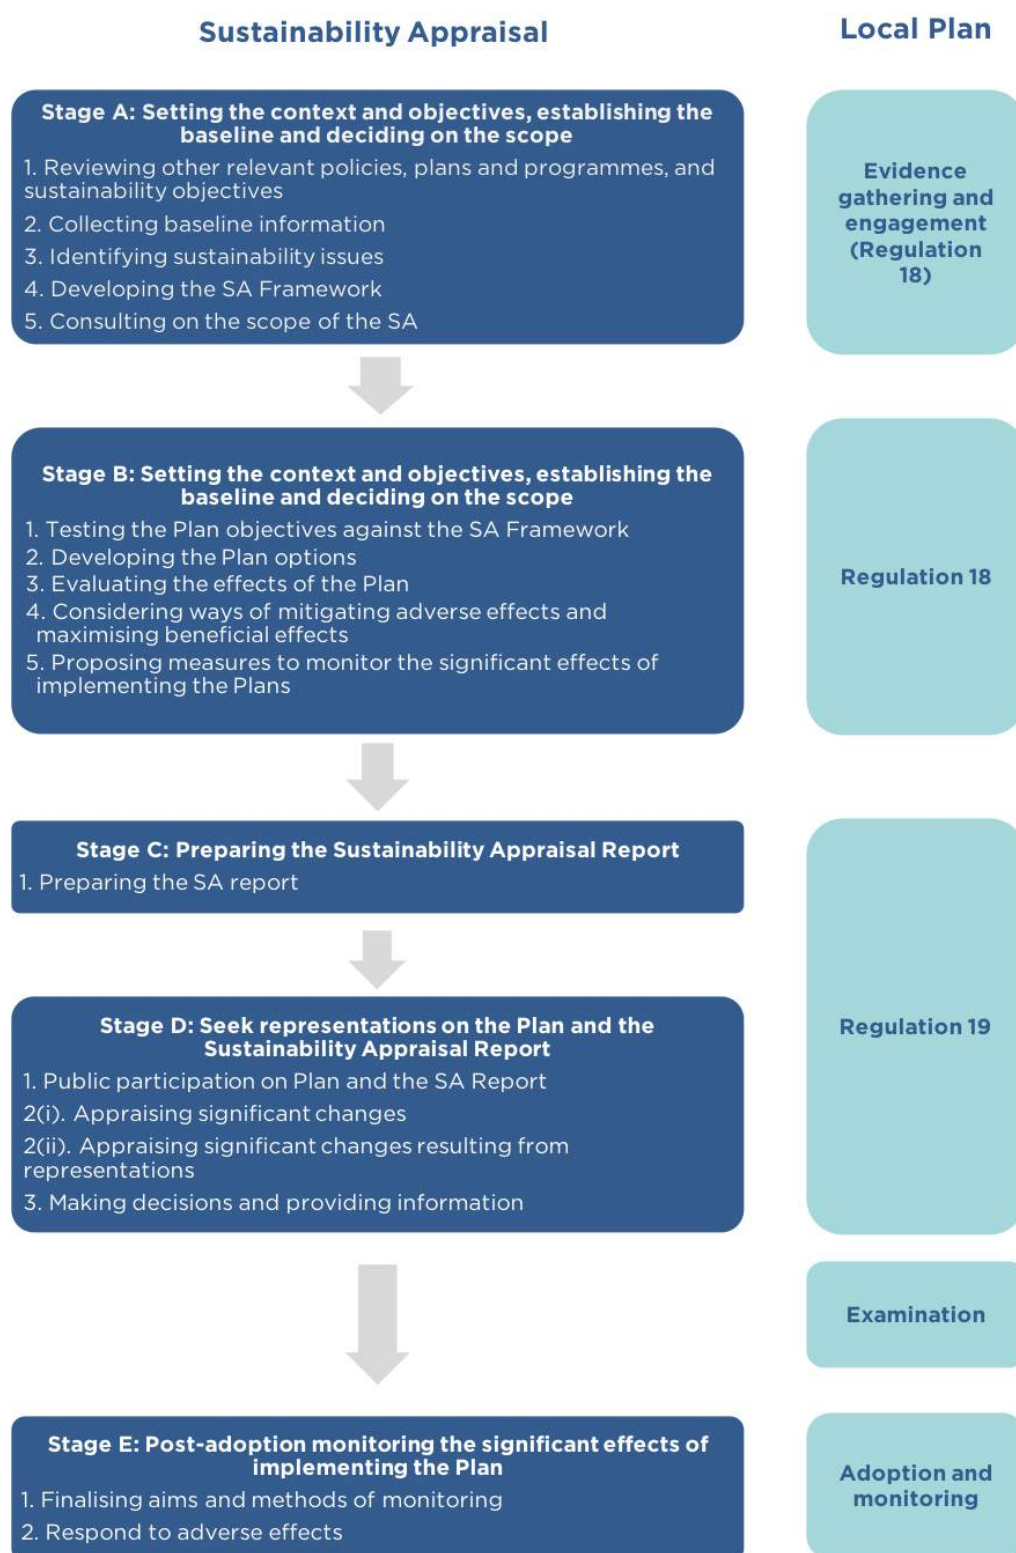 Sustainability Appraisal
Local Plan
Stage A: Setting the context and objectives, establishing the
baseline and deciding on the scope
1. Reviewing other relevant policies, plans and programmes, and
sustainability objectives
2. Collecting baseline information
3. Identifying sustainability issues
4. Developing the SA Framework
5. Consulting on the scope of the SA
Evidence
gathering and
engagement
(Regulation
18)
Stage B: Setting the context and objectives, establishing the
baseline and deciding on the scope
1. Testing the Plan objectives against the SA Framework
2. Developing the Plan options
3. Evaluating the effects of the Plan
4. Considering ways of mitigating adverse effects and
maximising beneficial effects
5. Proposing measures to monitor the significant effects of
implementing the Plans
Regulation 18
Stage C: Preparing the Sustainability Appraisal Report
1. Preparing the SA report
Stage D: Seek representations on the Plan and the
Sustainability Appraisal Report
1. Public participation on Plan and the SA Report
2(i). Appraising significant changes
2(ii). Appraising significant changes resulting from
representations
3. Making decisions and providing information
Regulation 19
Examination
Stage E: Post-adoption monitoring the significant effects of
implementing the Plan
1. Finalising aims and methods of monitoring
2. Respond to adverse effects
Adoption and
monitoring